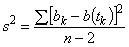 s² = ∑[b_k − b(t_k)]² / (n − 2)